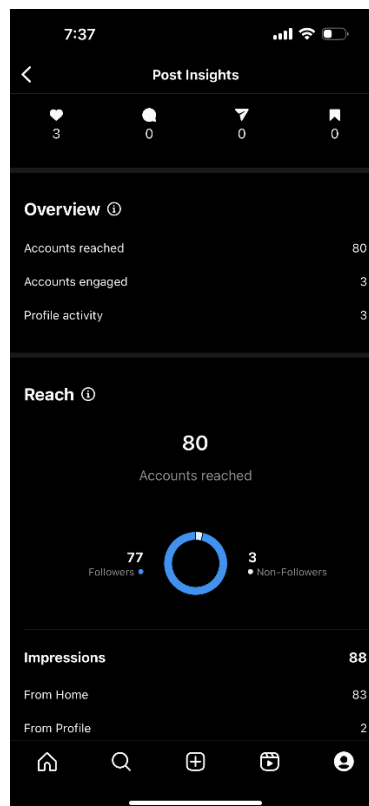 7:37
Post Insights
3 0 0 0
Overview
Accounts reached 80
Accounts engaged 3
Profile activity 3
Reach
80
Accounts reached
77 3
Followers Non-Followers
Impressions 88
From Home 83
From Profile 2